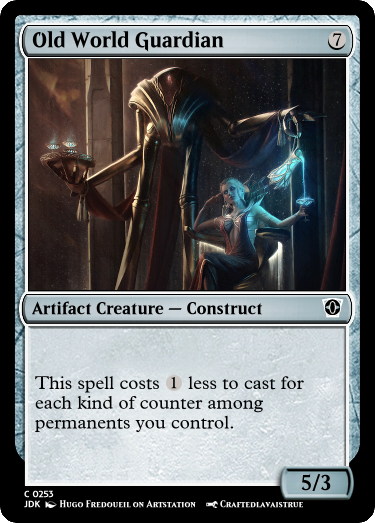 Old World Guardian 7
Artifact Creature — Construct
This spell costs 1 less to cast for
each kind of counter among
permanents you control.
5/3
C 0253
JDK Hugo Fredoueil on Artstation Craftedlavaistrue